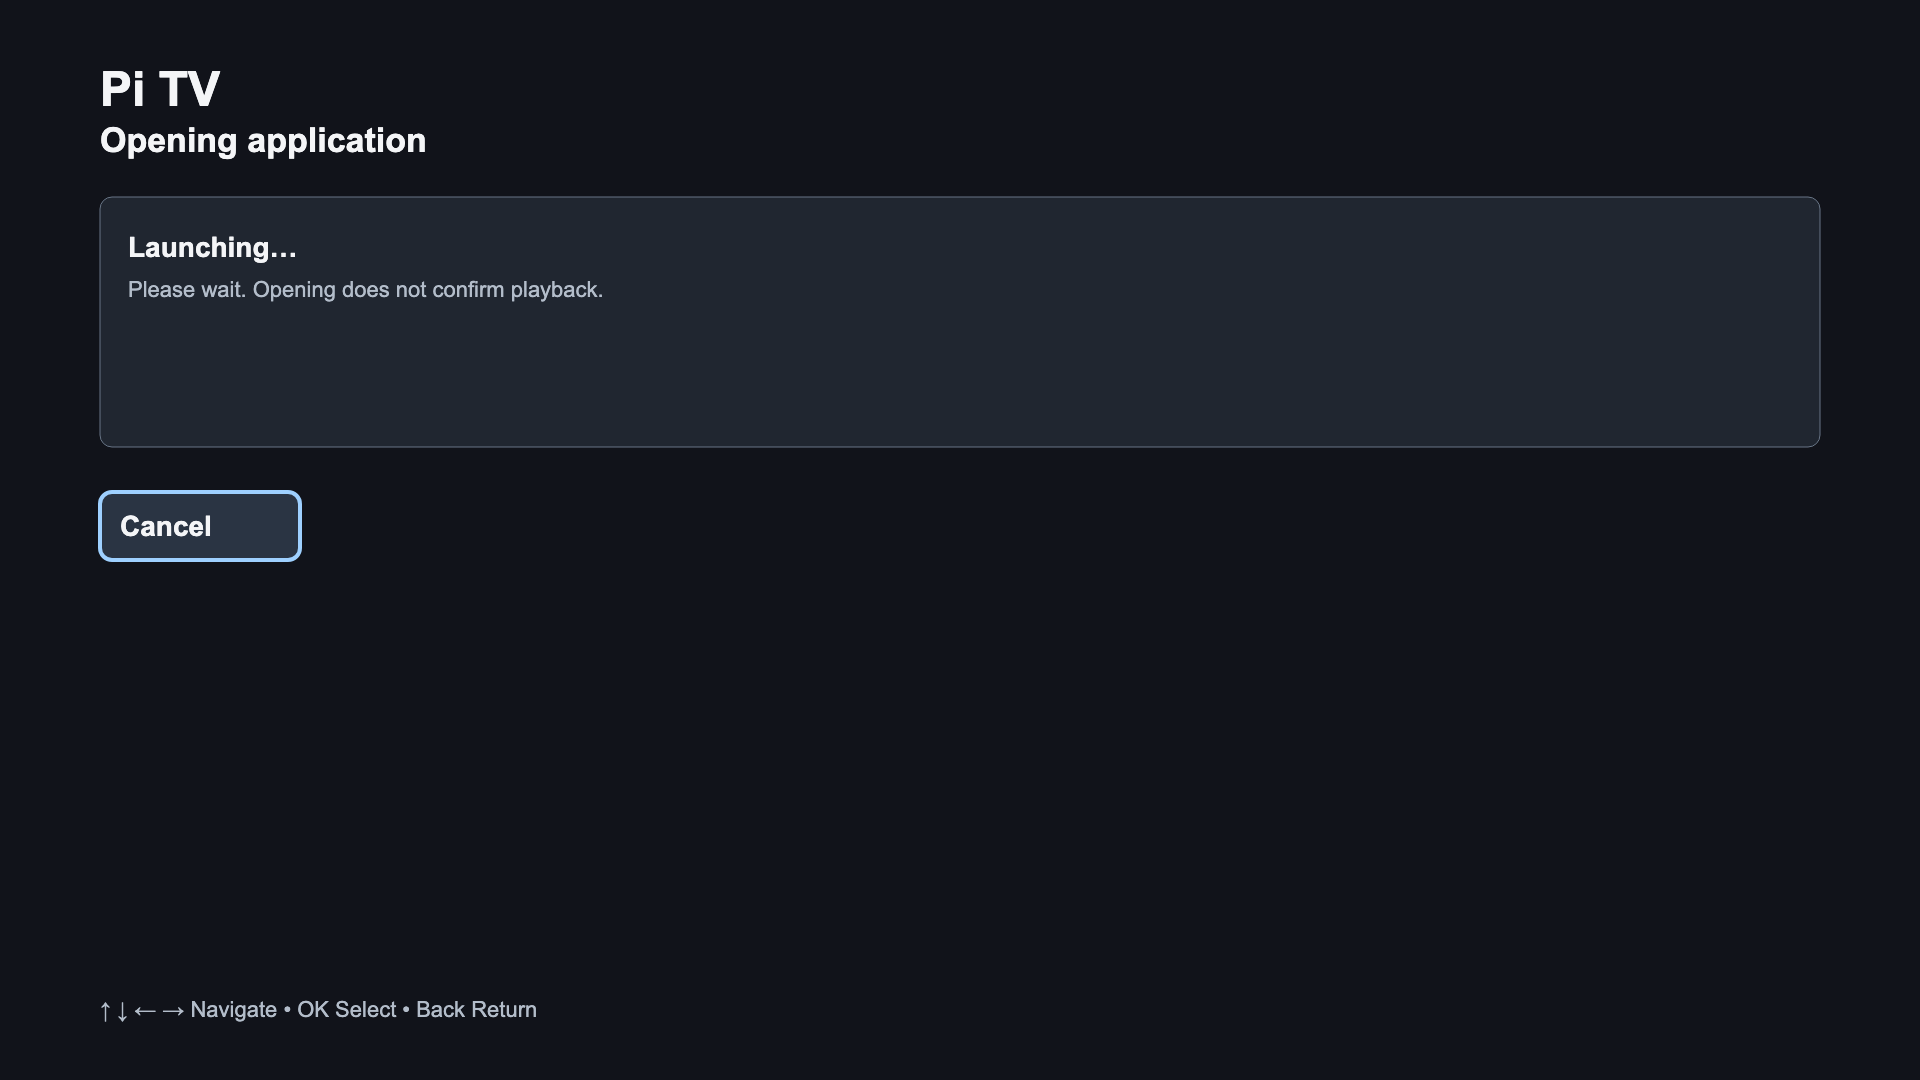 Pi TV
Opening application
Launching…
Please wait. Opening does not confirm playback.
Cancel
↑ ↓ ← → Navigate • OK Select • Back Return